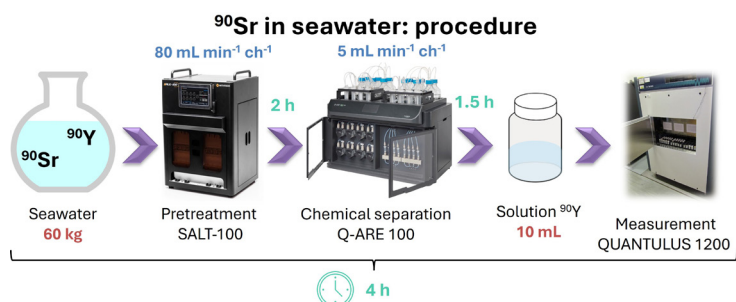 ⁹⁰Sr in seawater: procedure
80 mL min⁻¹ ch⁻¹
5 mL min⁻¹ ch⁻¹
2 h
1.5 h
⁹⁰Y
⁹⁰Sr
Seawater
60 kg
Pretreatment
SALT-100
Chemical separation
Q-ARE 100
Solution ⁹⁰Y
10 mL
Measurement
QUANTULUS 1200
4 h